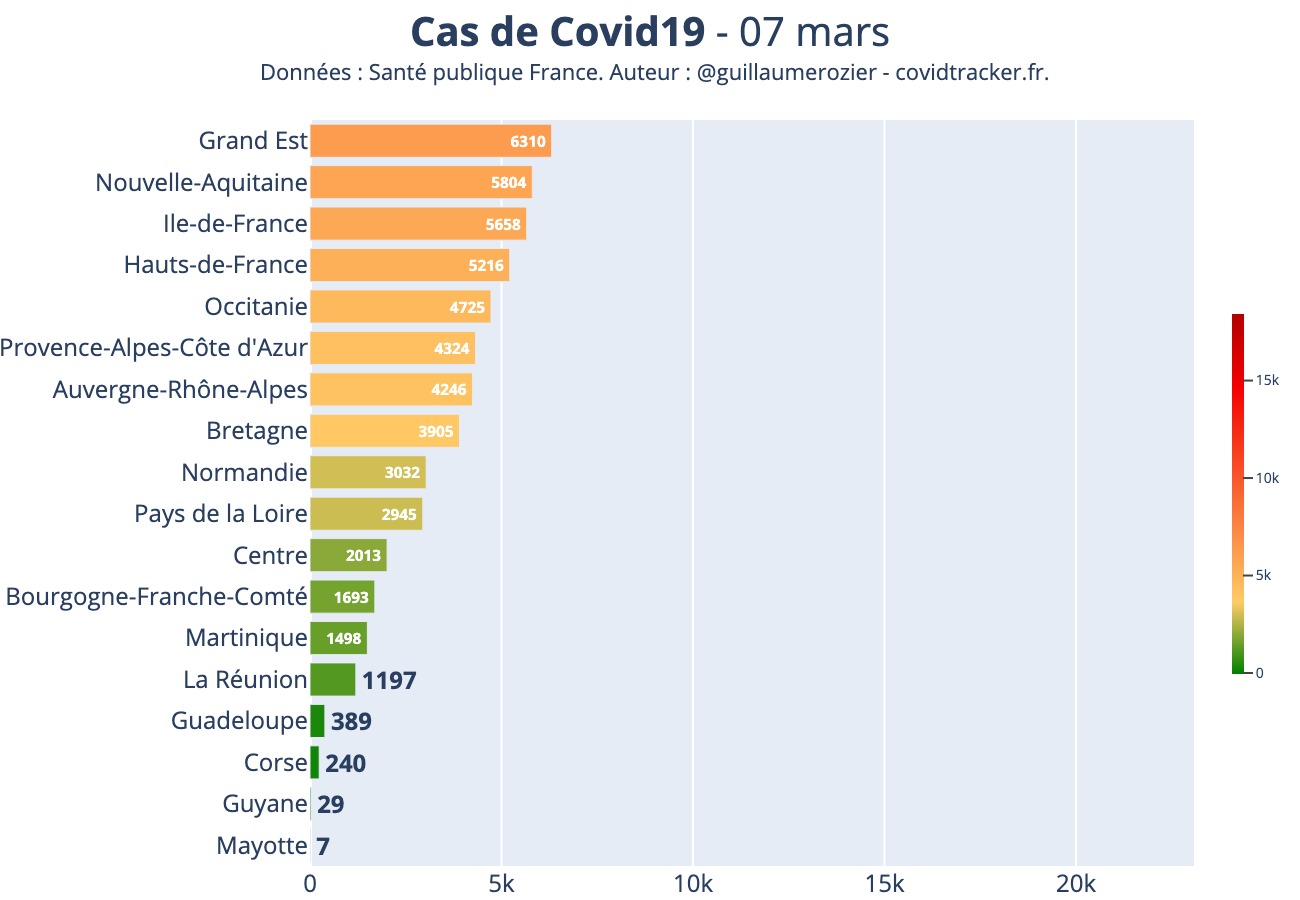 Cas de Covid19 - 07 mars
Données : Santé publique France. Auteur : @guillaumerozier - covidtracker.fr.
Grand Est 6310
Nouvelle-Aquitaine 5804
Ile-de-France 5658
Hauts-de-France 5216
Occitanie 4725
Provence-Alpes-Côte d'Azur 4324
Auvergne-Rhône-Alpes 4246
Bretagne 3905
Normandie 3032
Pays de la Loire 2945
Centre 2013
Bourgogne-Franche-Comté 1693
Martinique 1498
La Réunion 1197
Guadeloupe 389
Corse 240
Guyane 29
Mayotte 7
0 5k 10k 15k 20k
15k
10k
5k
0